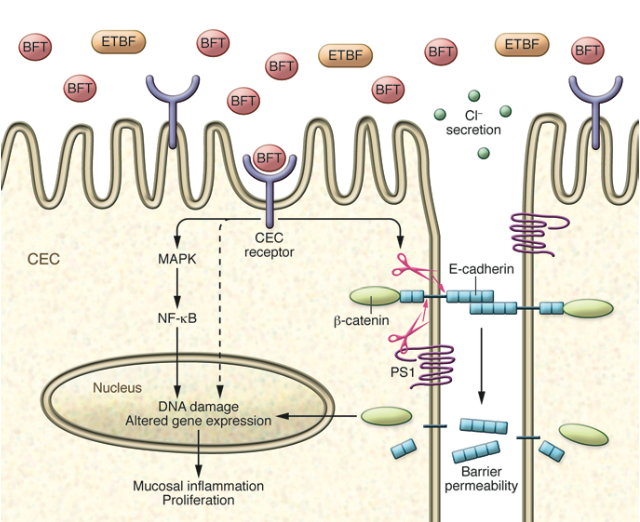 BFT
ETBF
BFT
BFT
ETBF
BFT
ETBF
BFT
BFT
BFT
BFT
Cl–
secretion
BFT
CEC
receptor
CEC
MAPK
NF-κB
E-cadherin
β-catenin
PS1
Nucleus
DNA damage
Altered gene expression
Barrier
permeability
Mucosal inflammation
Proliferation